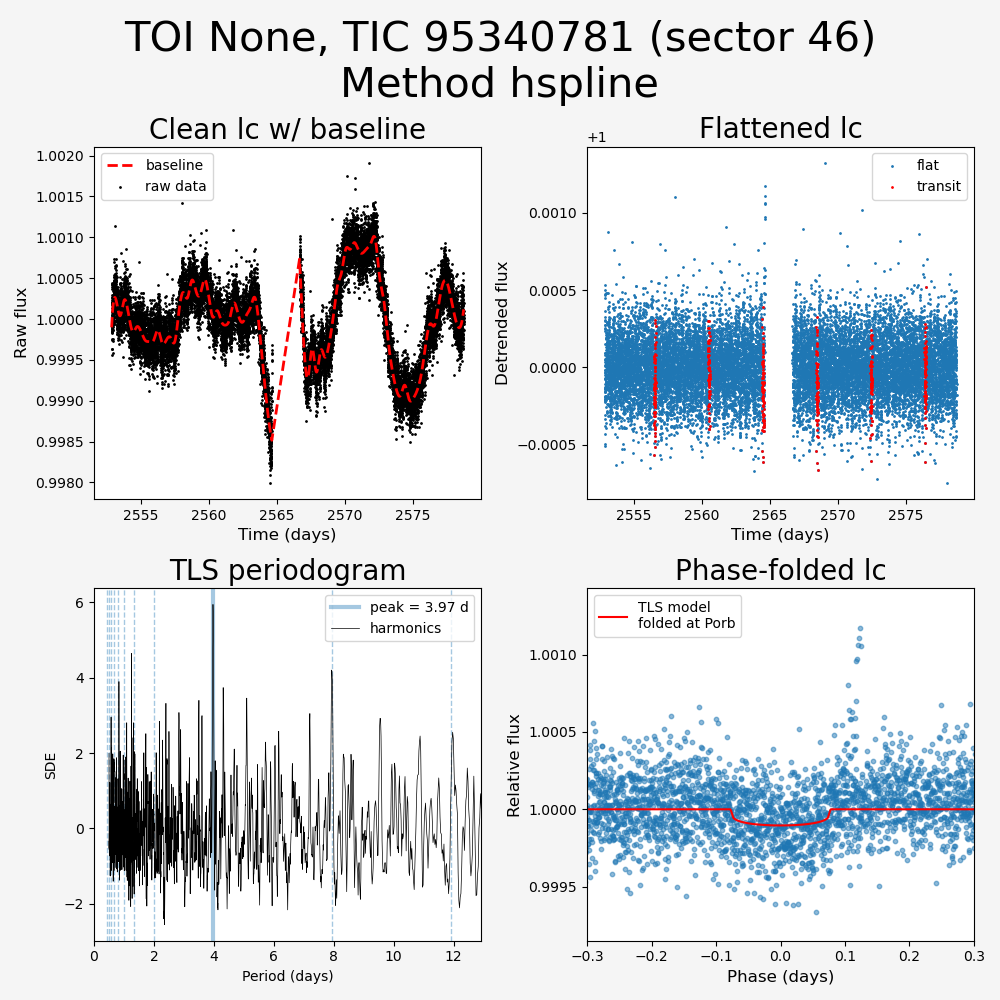 TOI None, TIC 95340781 (sector 46)
Method hspline
Clean lc w/ baseline
baseline
raw data
1.0020
1.0015
1.0010
1.0005
1.0000
0.9995
0.9990
0.9985
0.9980
Raw flux
2555 2560 2565 2570 2575
Time (days)
Flattened lc
+1
flat
transit
0.0010
0.0005
0.0000
−0.0005
Detrended flux
2555 2560 2565 2570 2575
Time (days)
TLS periodogram
peak = 3.97 d
harmonics
6
4
2
0
−2
SDE
0 2 4 6 8 10 12
Period (days)
Phase-folded lc
TLS model
folded at Porb
1.0010
1.0005
1.0000
0.9995
Relative flux
−0.3 −0.2 −0.1 0.0 0.1 0.2 0.3
Phase (days)